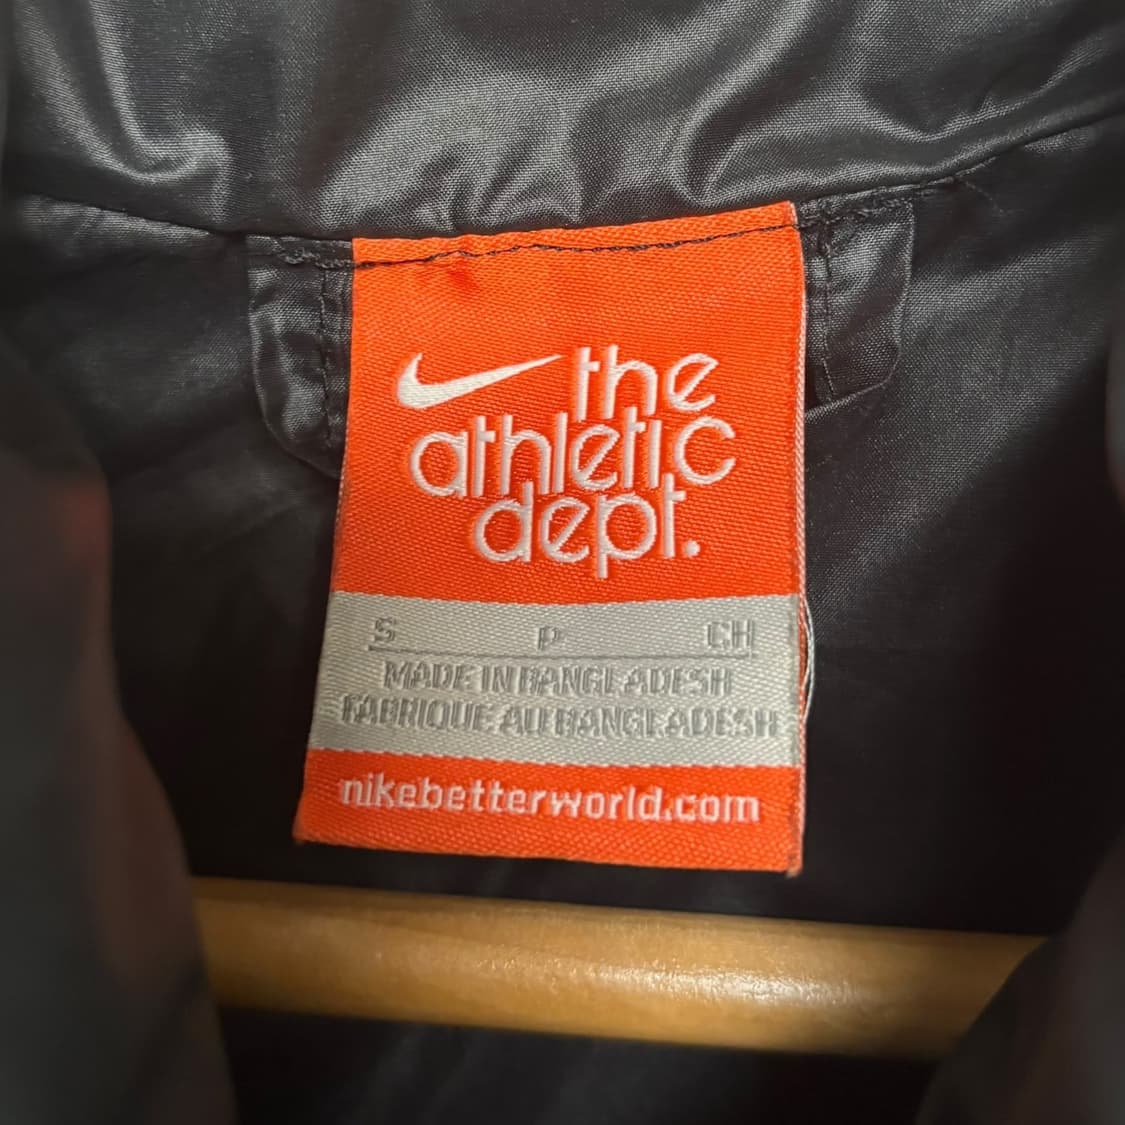 the
athletic
dept.
S P CH
MADE IN BANGLADESH
FABRIQUE AU BANGLADESH
nikebetterworld.com